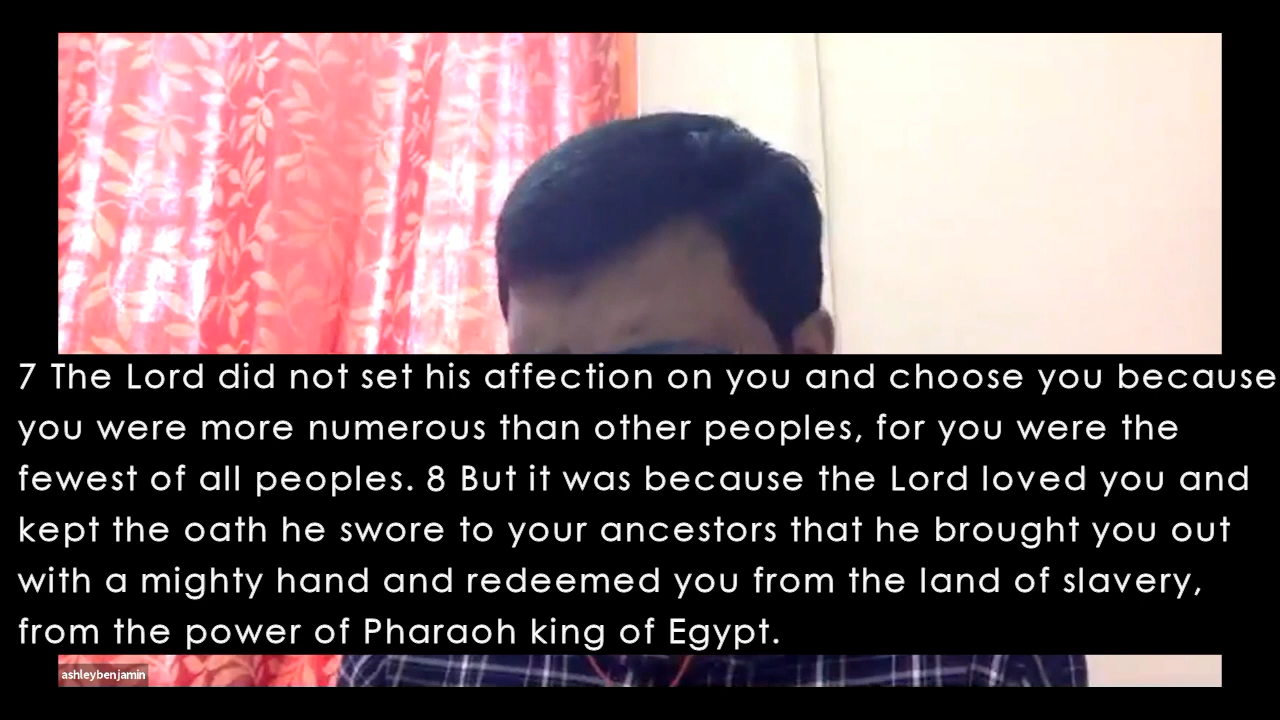 7 The Lord did not set his affection on you and choose you because
you were more numerous than other peoples, for you were the
fewest of all peoples. 8 But it was because the Lord loved you and
kept the oath he swore to your ancestors that he brought you out
with a mighty hand and redeemed you from the land of slavery,
from the power of Pharaoh king of Egypt.
ashleybenjamin